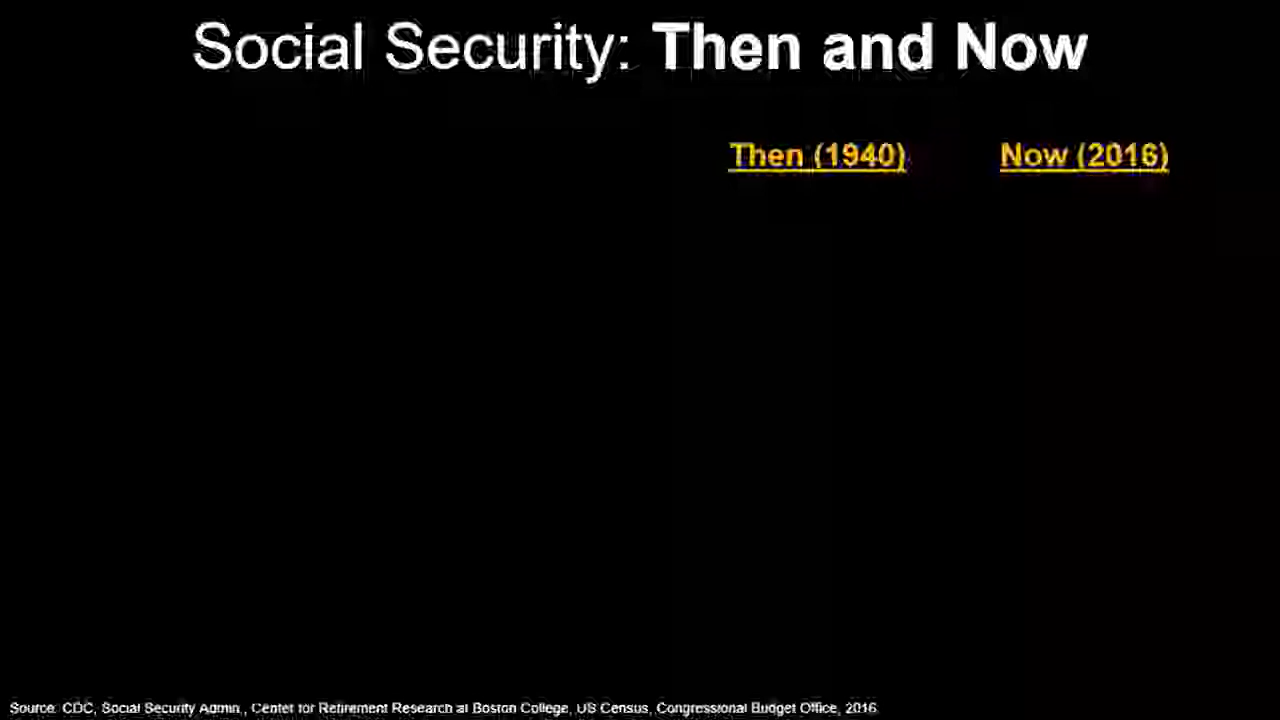 Social Security: Then and Now
Then (1940) Now (2016)
Source: CDC, Social Security Admin., Center for Retirement Research at Boston College, US Census, Congressional Budget Office, 2016